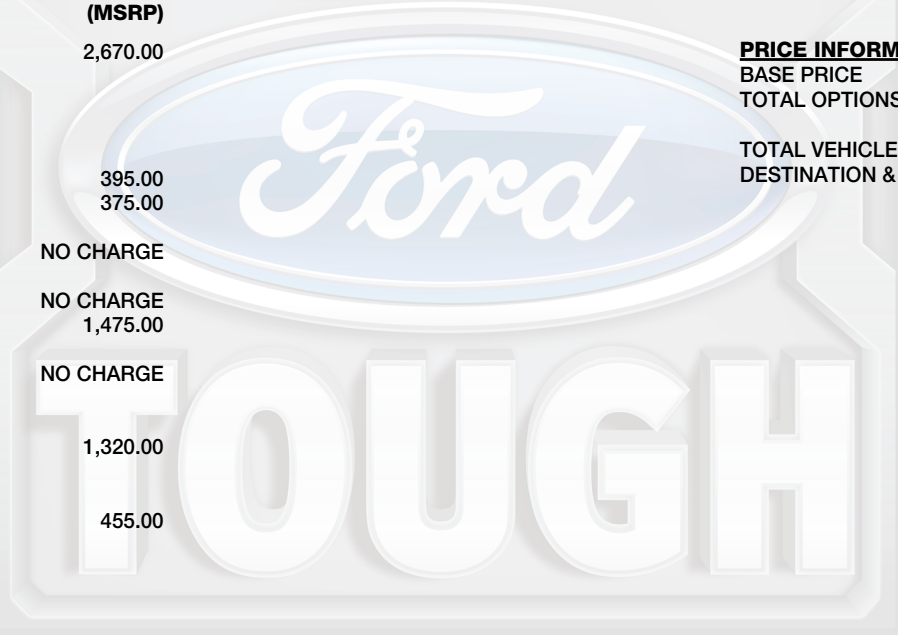 (MSRP)
2,670.00
395.00
375.00
NO CHARGE
NO CHARGE
1,475.00
NO CHARGE
1,320.00
455.00
PRICE INFORM
BASE PRICE
TOTAL OPTIONS
TOTAL VEHICLE
DESTINATION &
Ford
TOUGH